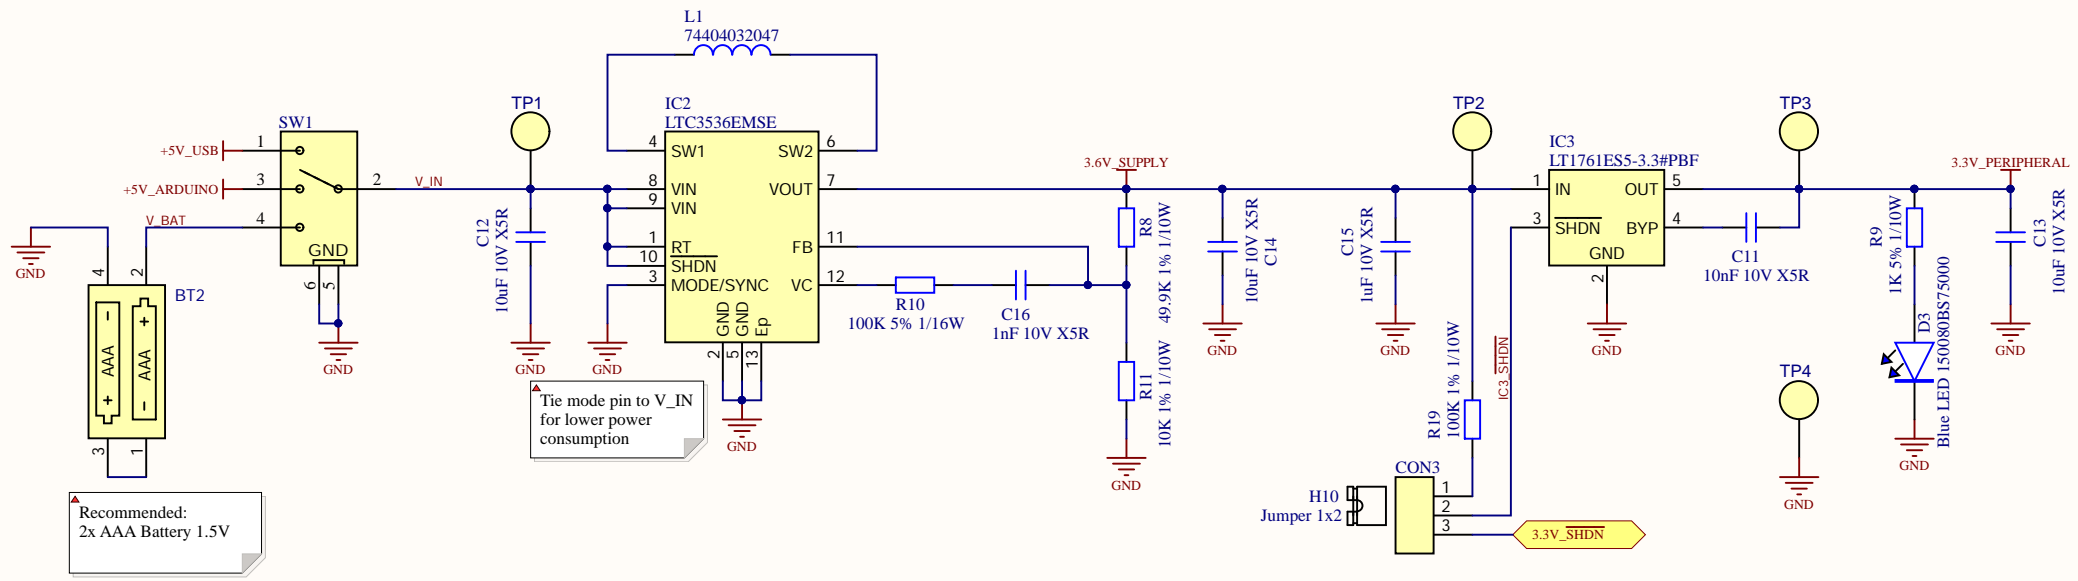 L1
74404032047
TP1
IC2
LTC3536EMSE
SW1
+5V_USB
1
+5V_ARDUINO
3
2
V_IN
V_BAT
4
GND
6
5
GND
GND
4
2
BT2
AAA
AAA
3
1
Recommended:
2x AAA Battery 1.5V
C12
10uF 10V X5R
GND
GND
4
SW1
SW2
6
8
VIN
VOUT
7
9
VIN
1
RT
FB
11
10
SHDN
3
MODE/SYNC
VC
12
GND
GND
Ep
2
5
13
GND
Tie mode pin to V_IN
for lower power
consumption
R10
100K 5% 1/16W
C16
1nF 10V X5R
3.6V_SUPPLY
R8
49.9K 1% 1/10W
R11
10K 1% 1/10W
GND
C14
10uF 10V X5R
GND
C15
1uF 10V X5R
GND
TP2
R19
100K 1% 1/10W
IC3_SHDN
CON3
1
2
3
H10
Jumper 1x2
3.3V_SHDN
IC3
LT1761ES5-3.3#PBF
1
IN
OUT
5
3
SHDN
BYP
4
GND
2
GND
TP3
C11
10nF 10V X5R
TP4
GND
3.3V_PERIPHERAL
R9
1K 5% 1/10W
D3
Blue LED 150080BS75000
GND
C13
10uF 10V X5R
GND